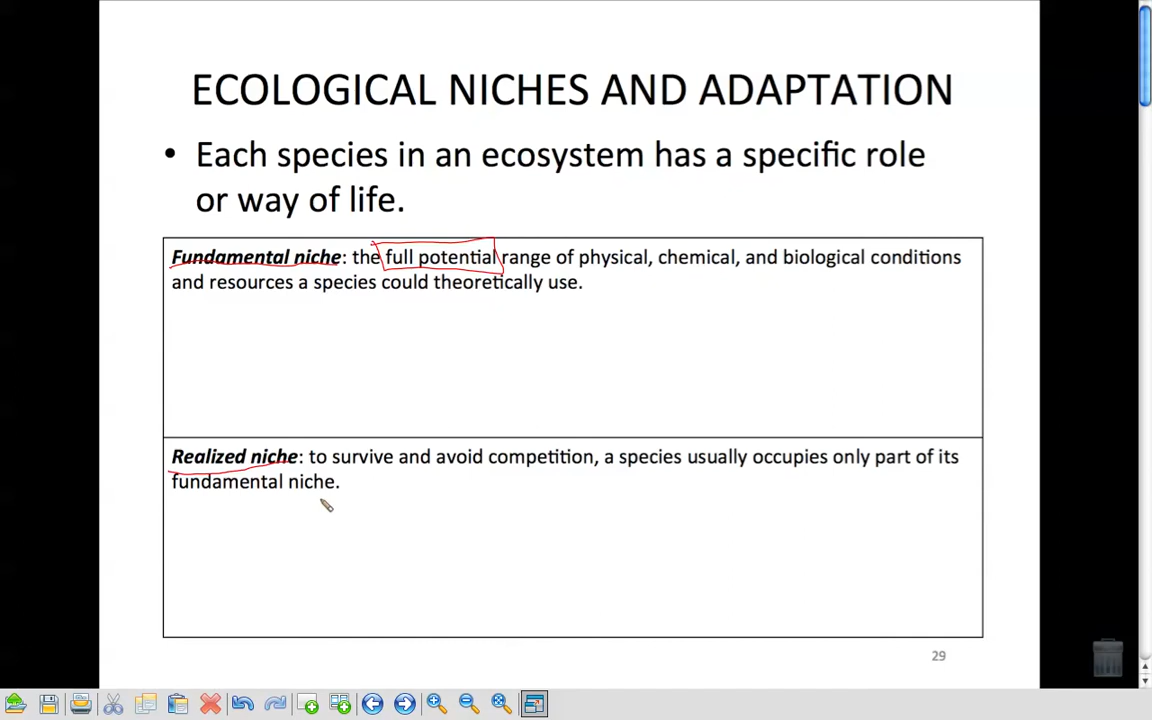 ECOLOGICAL NICHES AND ADAPTATION
• Each species in an ecosystem has a specific role
or way of life.
Fundamental niche: the full potential range of physical, chemical, and biological conditions
and resources a species could theoretically use.
Realized niche: to survive and avoid competition, a species usually occupies only part of its
fundamental niche.
29